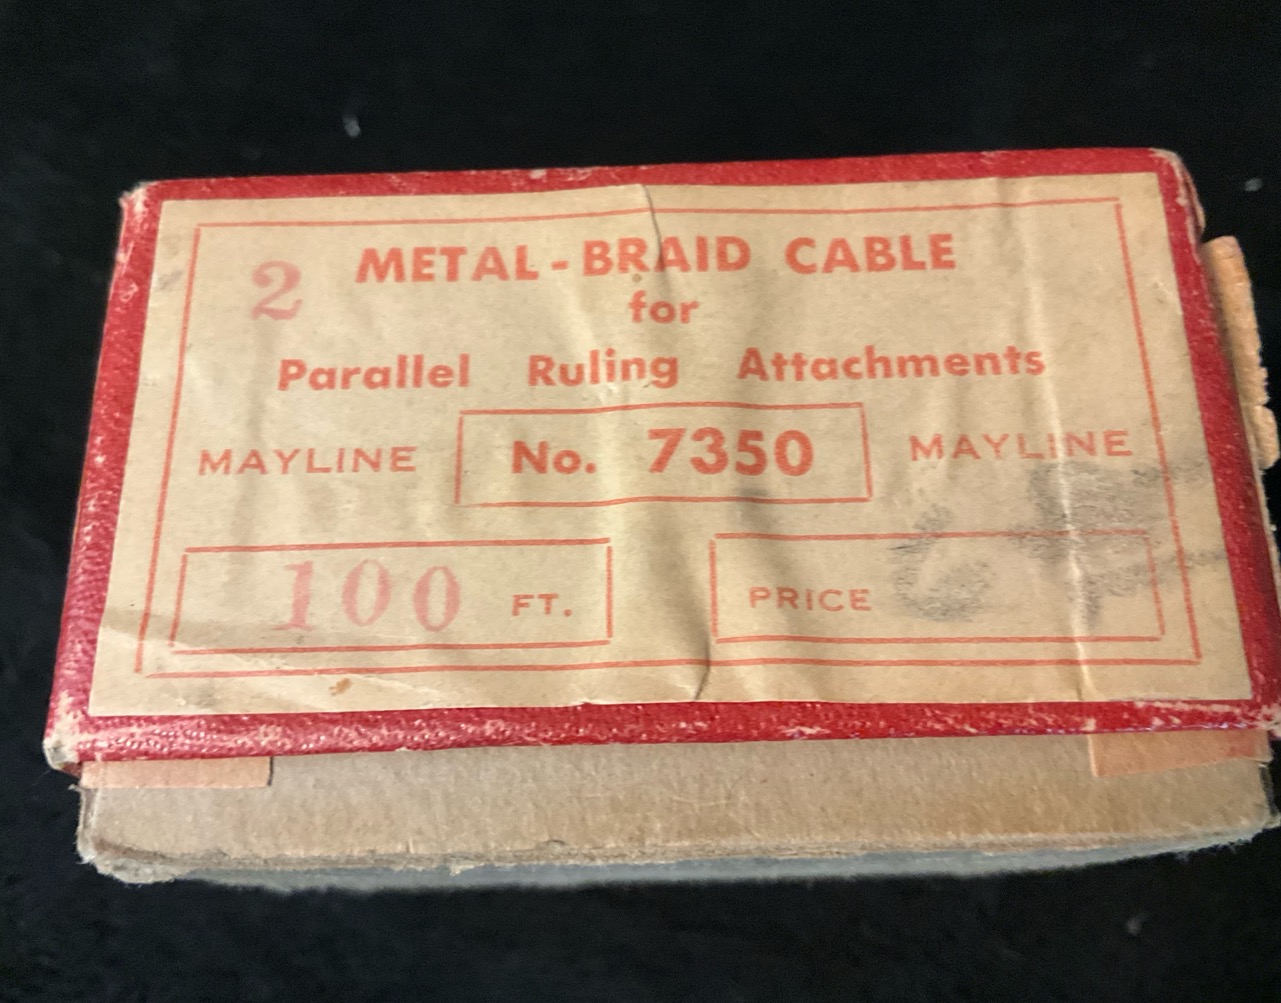 2 METAL-BRAID CABLE
for
Parallel Ruling Attachments
MAYLINE No. 7350 MAYLINE
100 FT. PRICE